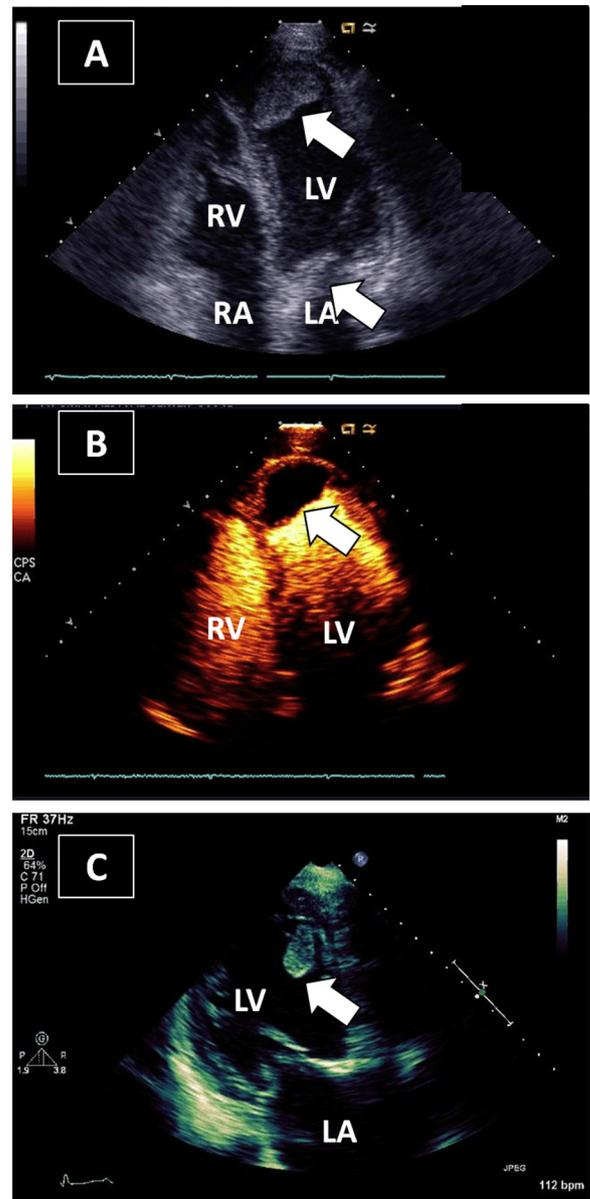 A
LV
RV
RA
LA
B
CPS
CA
RV
LV
FR 37Hz
15cm
2D
64%
C 71
P Off
HGen
C
M2
R
LV
G
P R
1.9 3.8
LA
JPEG
112 bpm